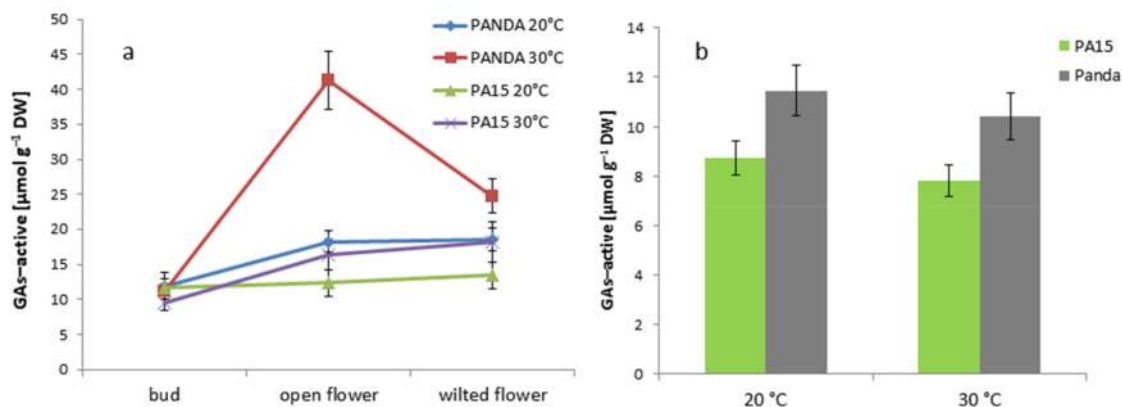 a
GAs–active [µmol g⁻¹ DW]
50
45
40
35
30
25
20
15
10
5
0
bud open flower wilted flower
PANDA 20°C
PANDA 30°C
PA15 20°C
PA15 30°C
b
GAs–active [µmol g⁻¹ DW]
14
12
10
8
6
4
2
0
20 °C 30 °C
PA15
Panda